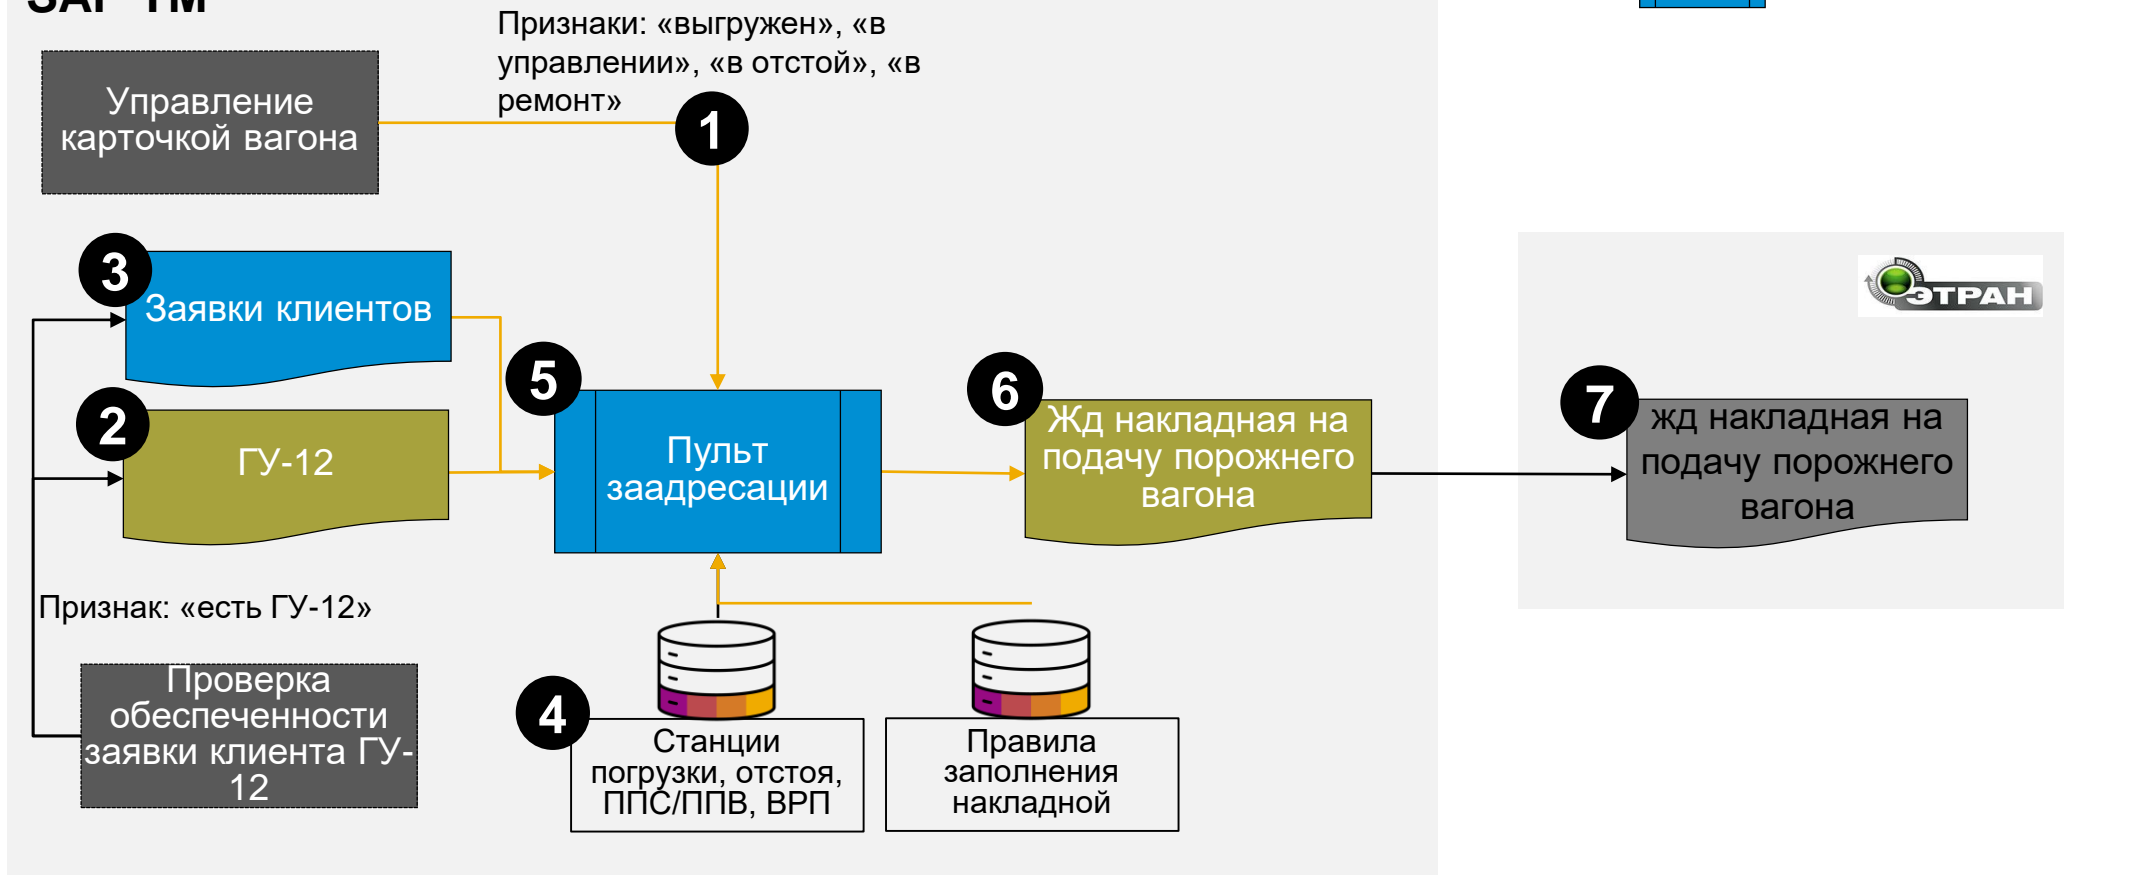 SAP TM
Признаки: «выгружен», «в
управлении», «в отстой», «в
ремонт»
Управление
карточкой вагона
1
3
Заявки клиентов
2
ГУ-12
5
Пульт
заадресации
6
Жд накладная на
подачу порожнего
вагона
ЭТРАН
7
жд накладная на
подачу порожнего
вагона
Признак: «есть ГУ-12»
Проверка
обеспеченности
заявки клиента ГУ-
12
4
Станции
погрузки, отстоя,
ППС/ППВ, ВРП
Правила
заполнения
накладной